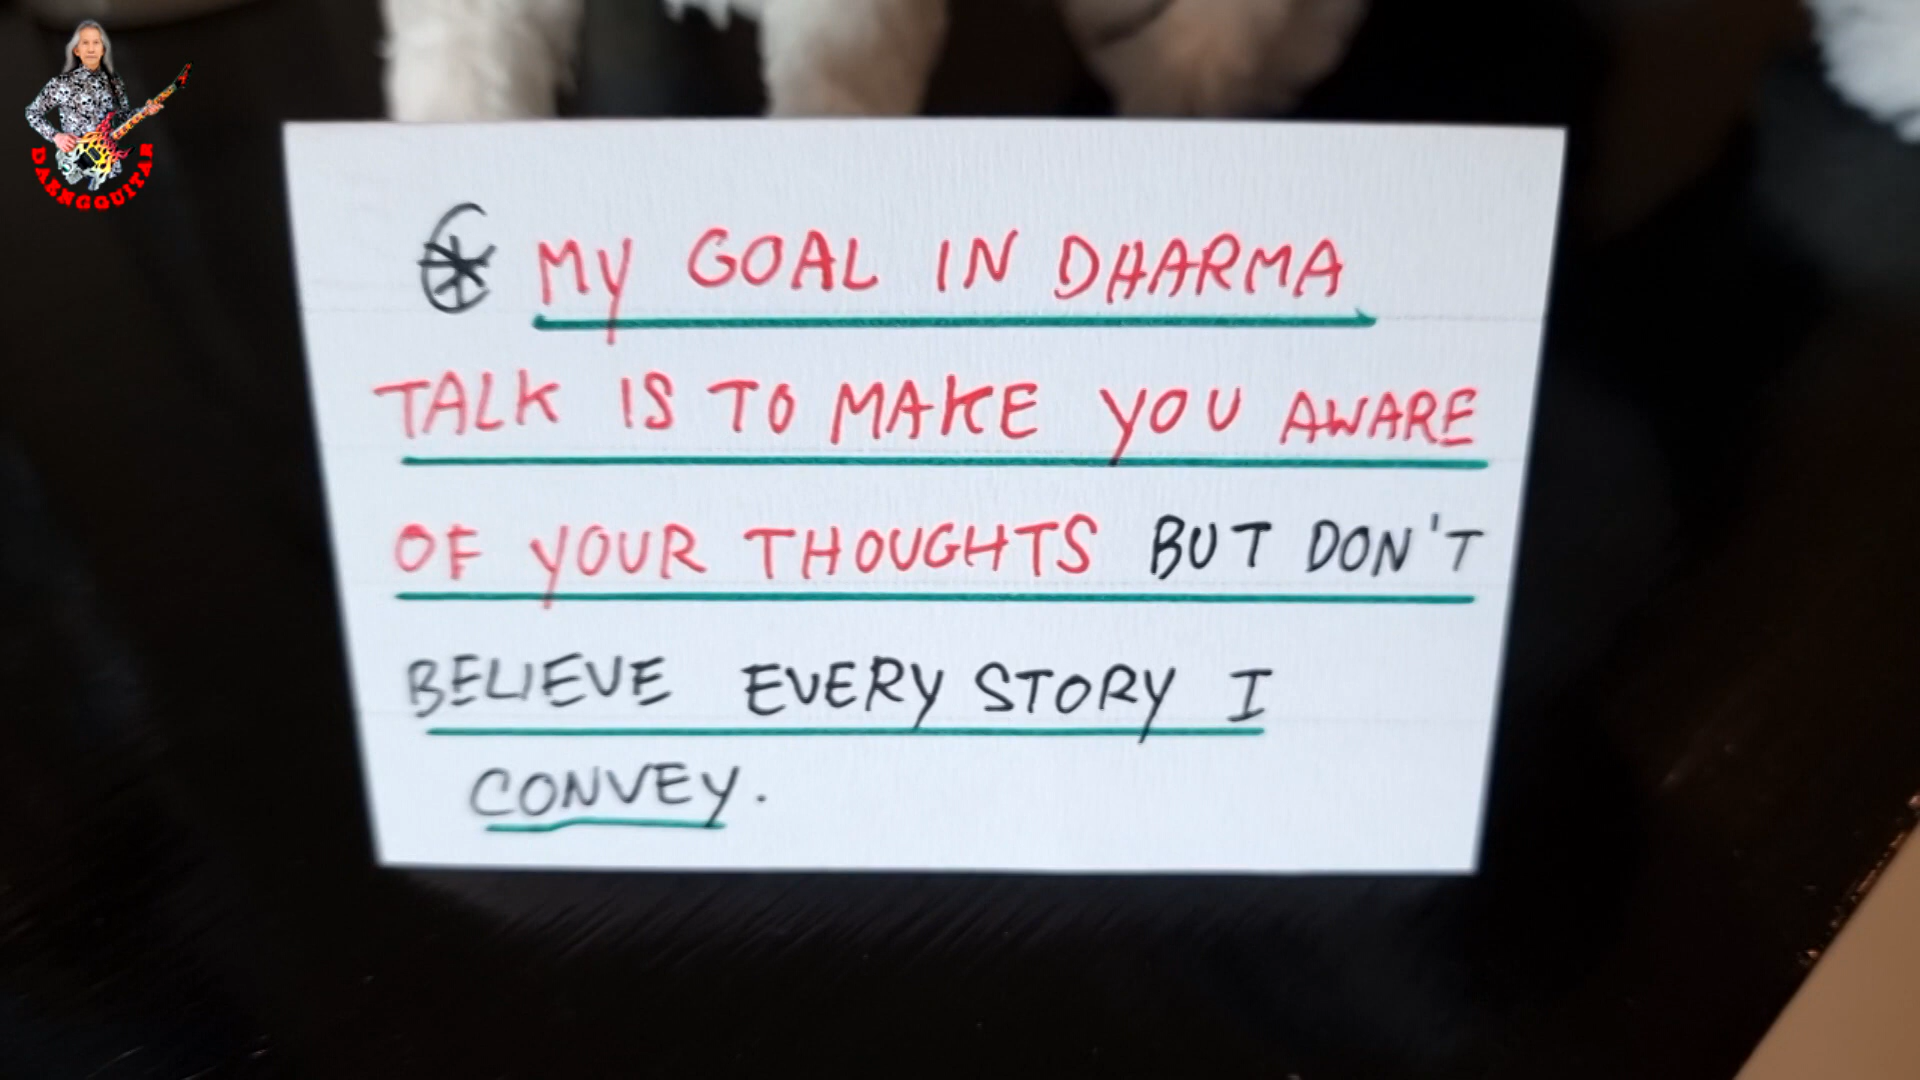 DAENGGUITAR
MY GOAL IN DHARMA
TALK IS TO MAKE YOU AWARE
OF YOUR THOUGHTS BUT DON'T
BELIEVE EVERY STORY I
CONVEY.